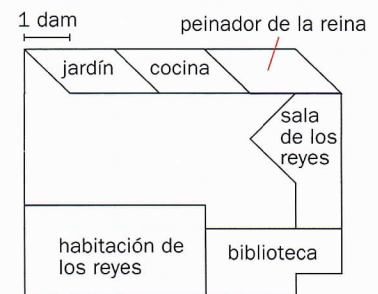 1 dam
peinador de la reina
jardín
cocina
sala
de los
reyes
habitación de
los reyes
biblioteca